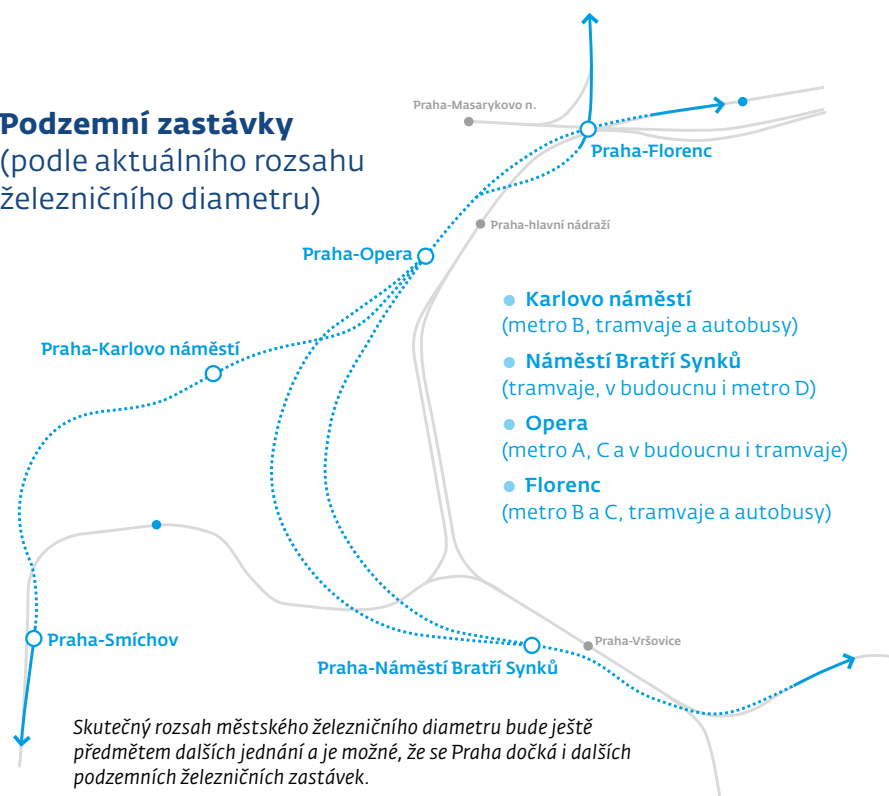 Podzemní zastávky
(podle aktuálního rozsahu
železničního diametru)
Praha-Masarykovo n.
Praha-Florenc
Praha-hlavní nádraží
Praha-Opera
Praha-Karlovo náměstí
Karlovo náměstí
(metro B, tramvaje a autobusy)
Náměstí Bratří Synků
(tramvaje, v budoucnu i metro D)
Opera
(metro A, C a v budoucnu i tramvaje)
Florenc
(metro B a C, tramvaje a autobusy)
Praha-Smíchov
Praha-Vršovice
Praha-Náměstí Bratří Synků
Skutečný rozsah městského železničního diametru bude ještě
předmětem dalších jednání a je možné, že se Praha dočká i dalších
podzemních železničních zastávek.